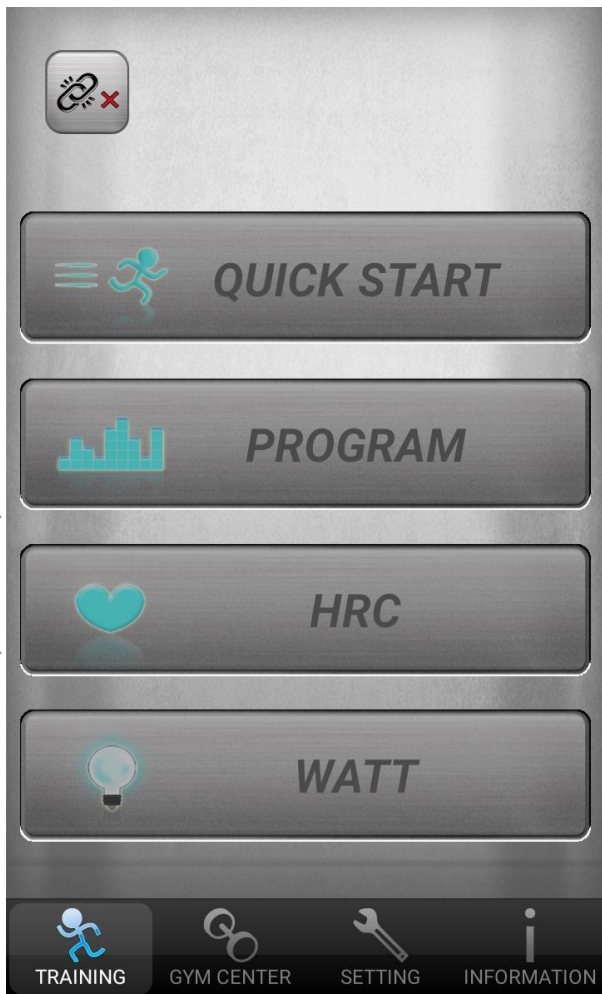 QUICK START
PROGRAM
HRC
WATT
TRAINING
GYM CENTER
SETTING
INFORMATION